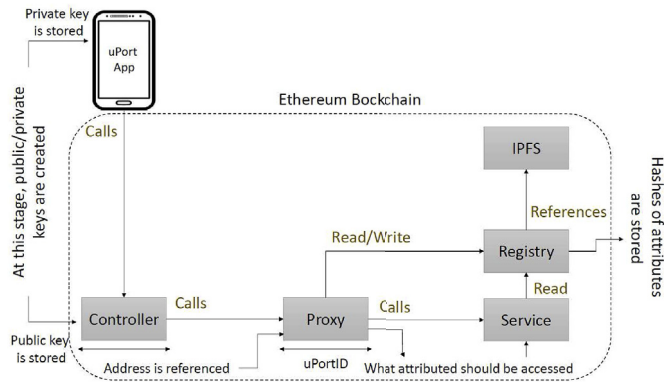 Private key
is stored
uPort
App
Ethereum Bockchain
Calls
IPFS
At this stage, public/private
keys are created
References
Hashes of attributes
are stored
Read/Write
Registry
Read
Calls
Calls
Controller
Proxy
Service
Public key
is stored
Address is referenced
uPortID
What attributed should be accessed